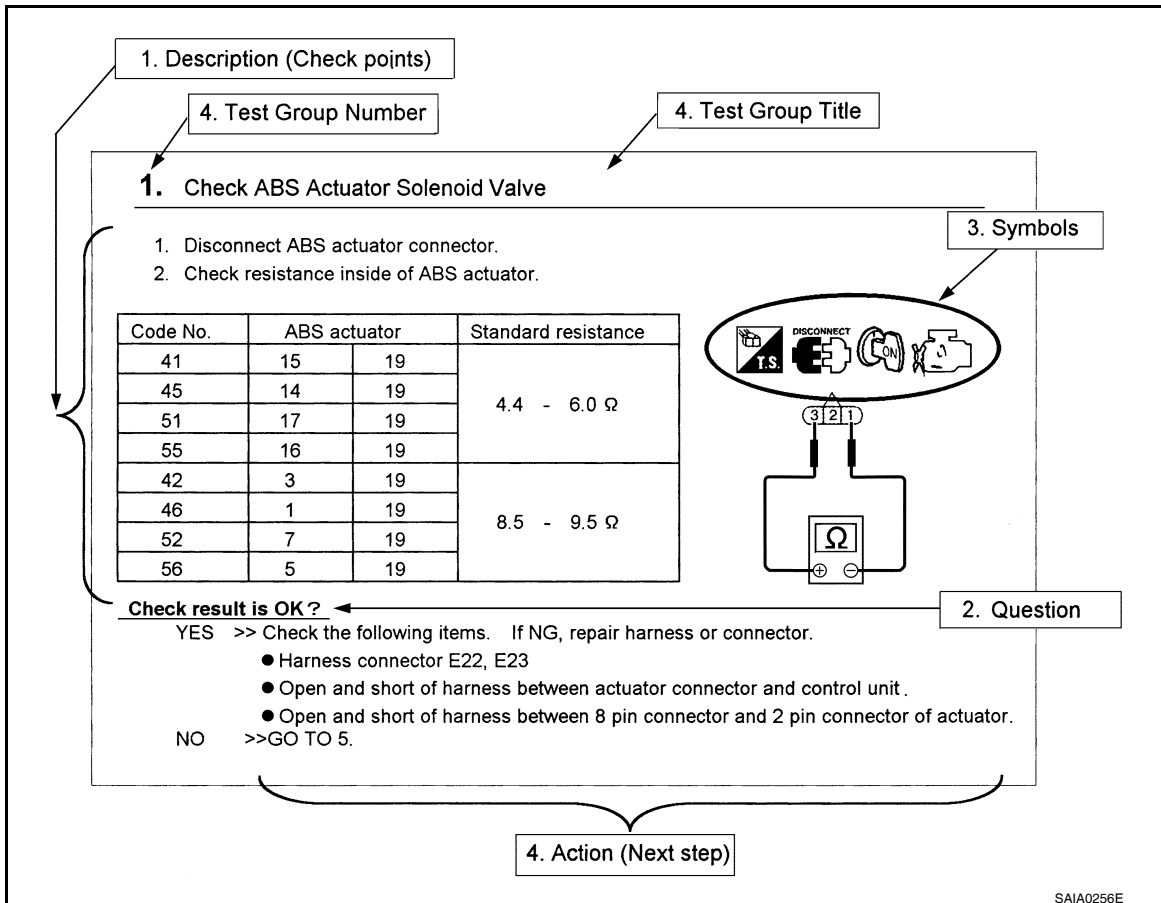 1. Description (Check points)
4. Test Group Number
4. Test Group Title
1. Check ABS Actuator Solenoid Valve
3. Symbols
1. Disconnect ABS actuator connector.
2. Check resistance inside of ABS actuator.
Code No. ABS actuator Standard resistance
41 15 19
45 14 19
4.4 - 6.0 Ω
51 17 19
55 16 19
42 3 19
46 1 19
8.5 - 9.5 Ω
52 7 19
56 5 19
T.S.
DISCONNECT
ON
3 2 1
Ω
+ −
Check result is OK?
2. Question
YES >> Check the following items. If NG, repair harness or connector.
● Harness connector E22, E23
● Open and short of harness between actuator connector and control unit.
● Open and short of harness between 8 pin connector and 2 pin connector of actuator.
NO >>GO TO 5.
4. Action (Next step)
SAIA0256E